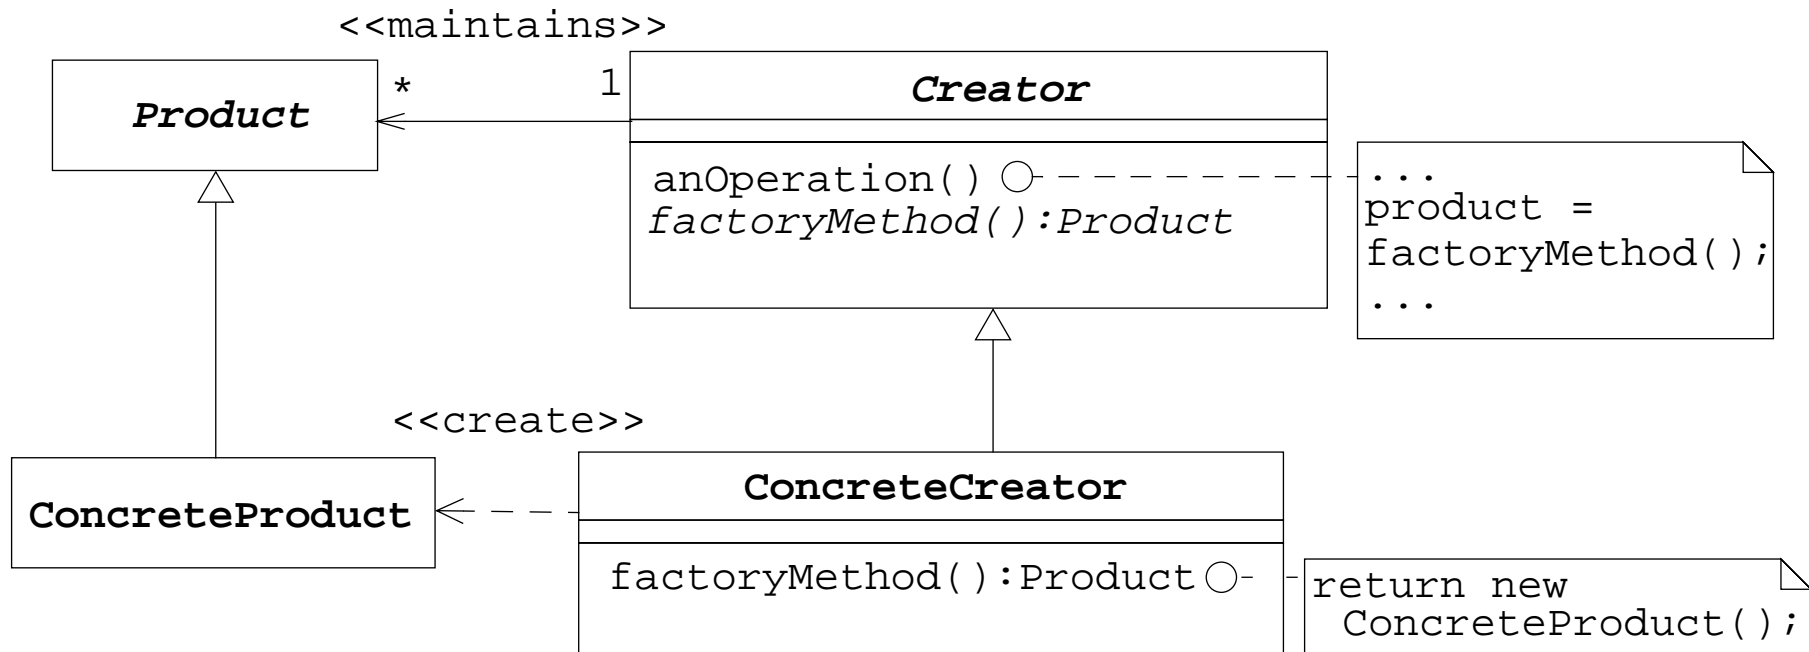 <<maintains>>
Product
*
1
Creator
anOperation()
factoryMethod():Product
...
product =
factoryMethod();
...
<<create>>
ConcreteProduct
ConcreteCreator
factoryMethod():Product
return new
ConcreteProduct();